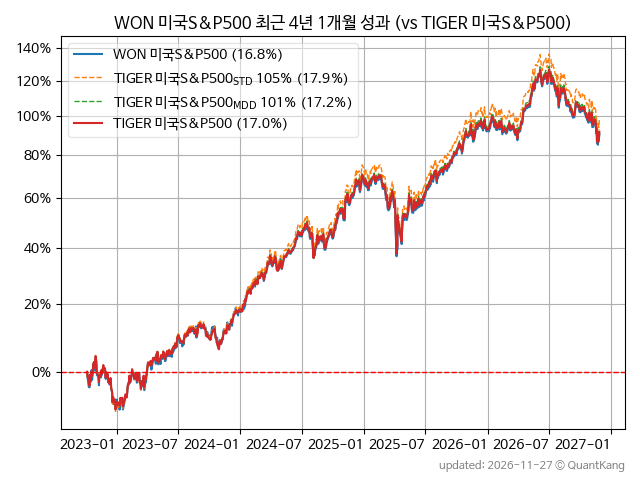 WON 미국S&P500 최근 4년 1개월 성과 (vs TIGER 미국S&P500)
140%
120%
100%
80%
60%
40%
20%
0%
WON 미국S&P500 (16.8%)
TIGER 미국S&P500STD 105% (17.9%)
TIGER 미국S&P500MDD 101% (17.2%)
TIGER 미국S&P500 (17.0%)
2023-01 2023-07 2024-01 2024-07 2025-01 2025-07 2026-01 2026-07 2027-01
updated: 2026-11-27 © QuantKang